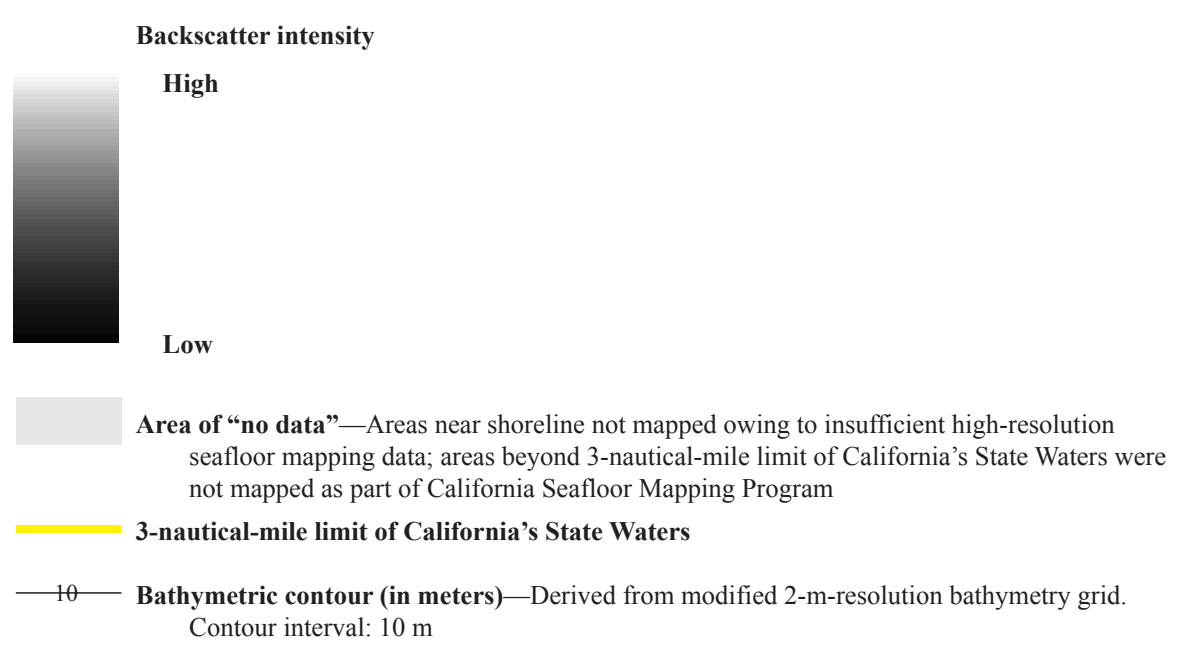 Backscatter intensity
High
Low
Area of “no data”—Areas near shoreline not mapped owing to insufficient high-resolution
seafloor mapping data; areas beyond 3-nautical-mile limit of California’s State Waters were
not mapped as part of California Seafloor Mapping Program
3-nautical-mile limit of California’s State Waters
10 Bathymetric contour (in meters)—Derived from modified 2-m-resolution bathymetry grid.
Contour interval: 10 m